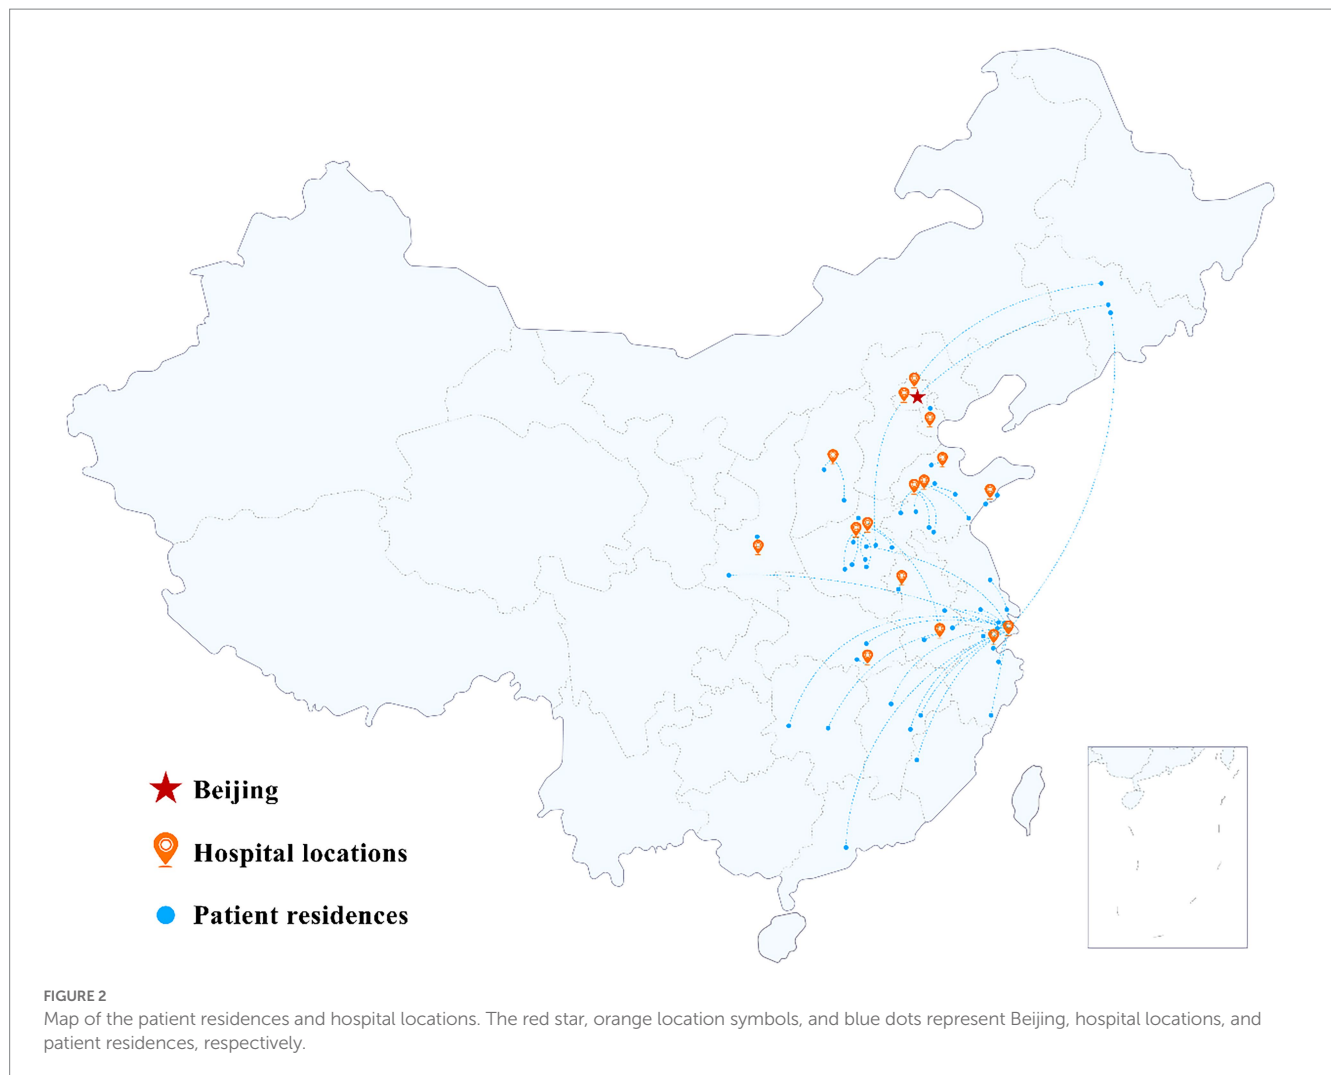 Beijing
Hospital locations
Patient residences
FIGURE 2
Map of the patient residences and hospital locations. The red star, orange location symbols, and blue dots represent Beijing, hospital locations, and
patient residences, respectively.